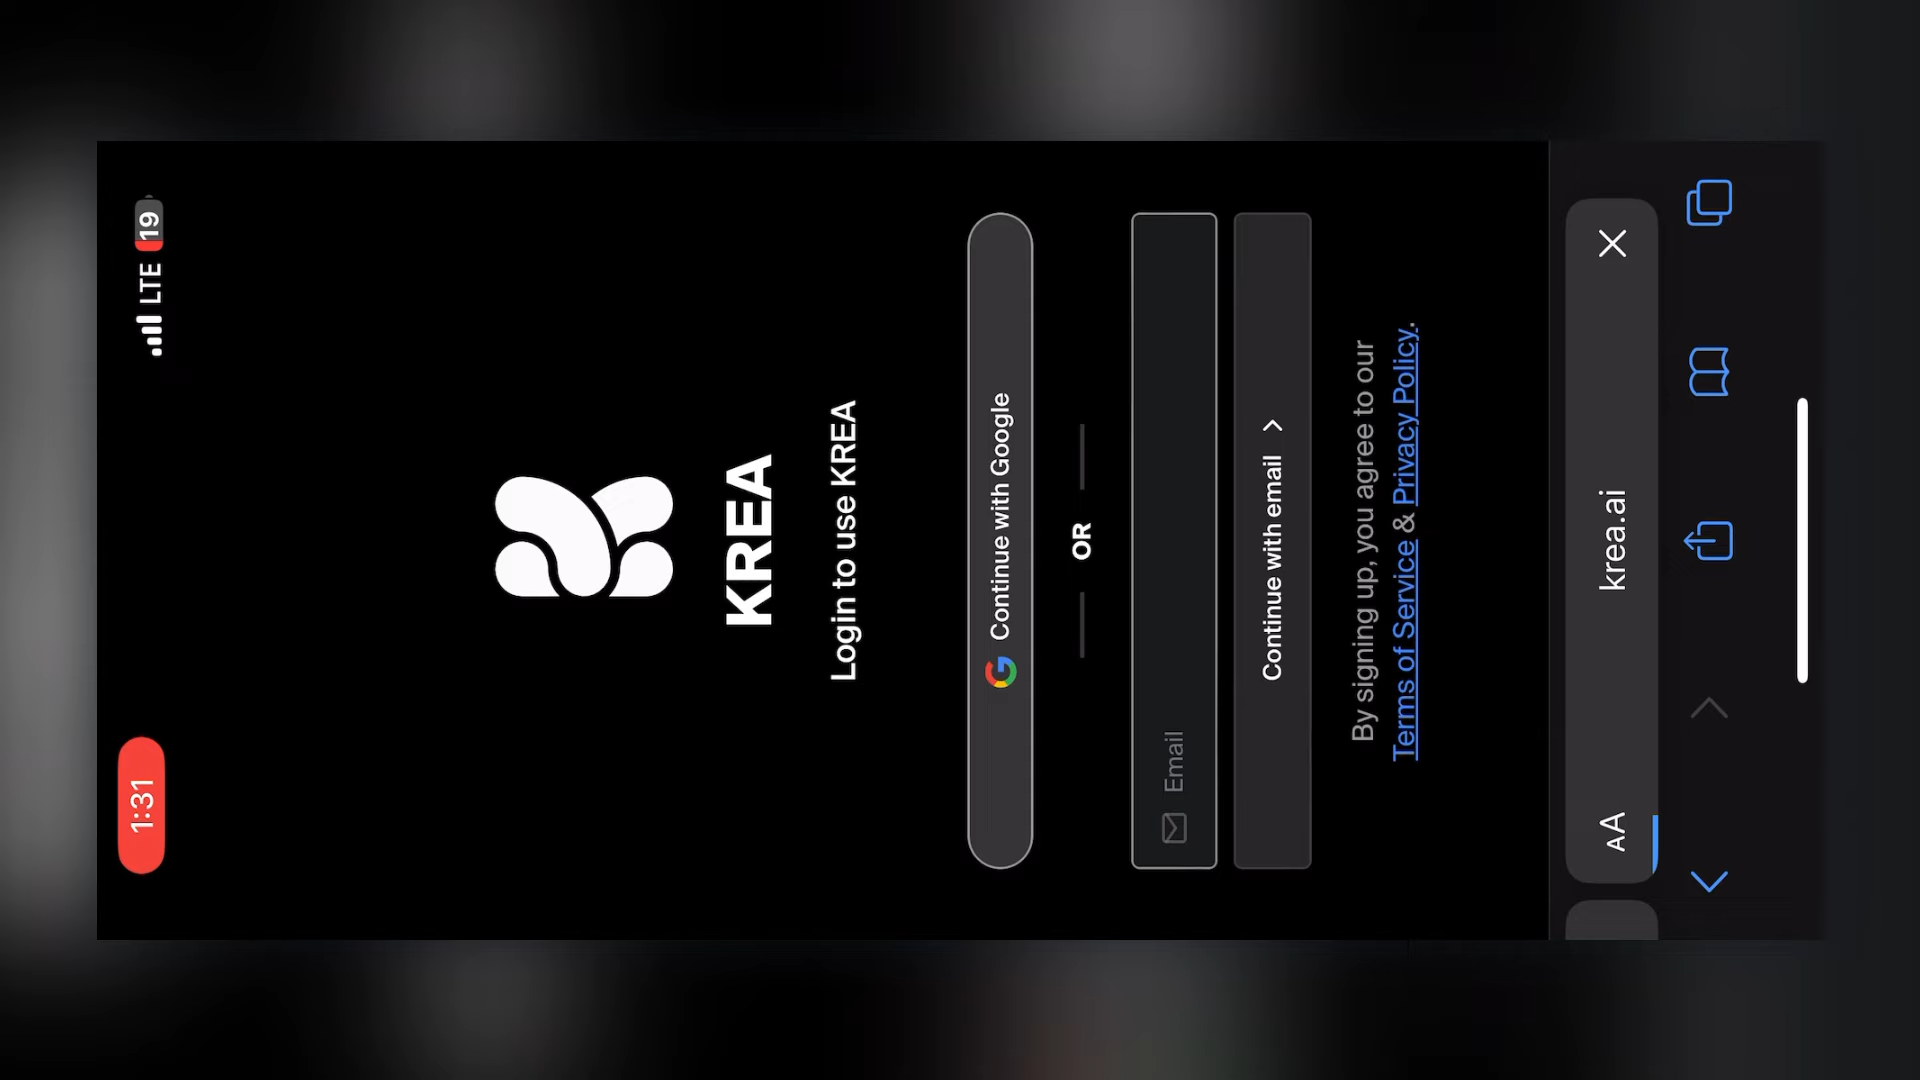 1:31
LTE 19
KREA
Login to use KREA
Continue with Google
OR
Email
Continue with email
By signing up, you agree to our
Terms of Service & Privacy Policy.
AA krea.ai